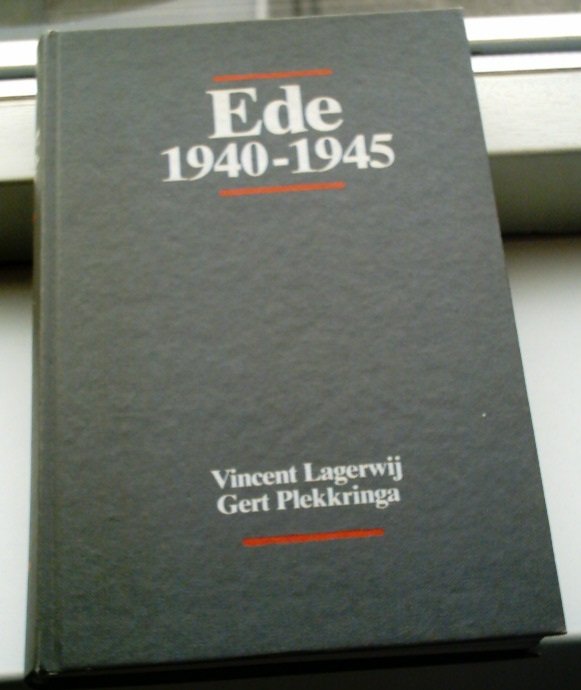 Ede
1940-1945
Vincent Lagerwij
Gert Plekkringa